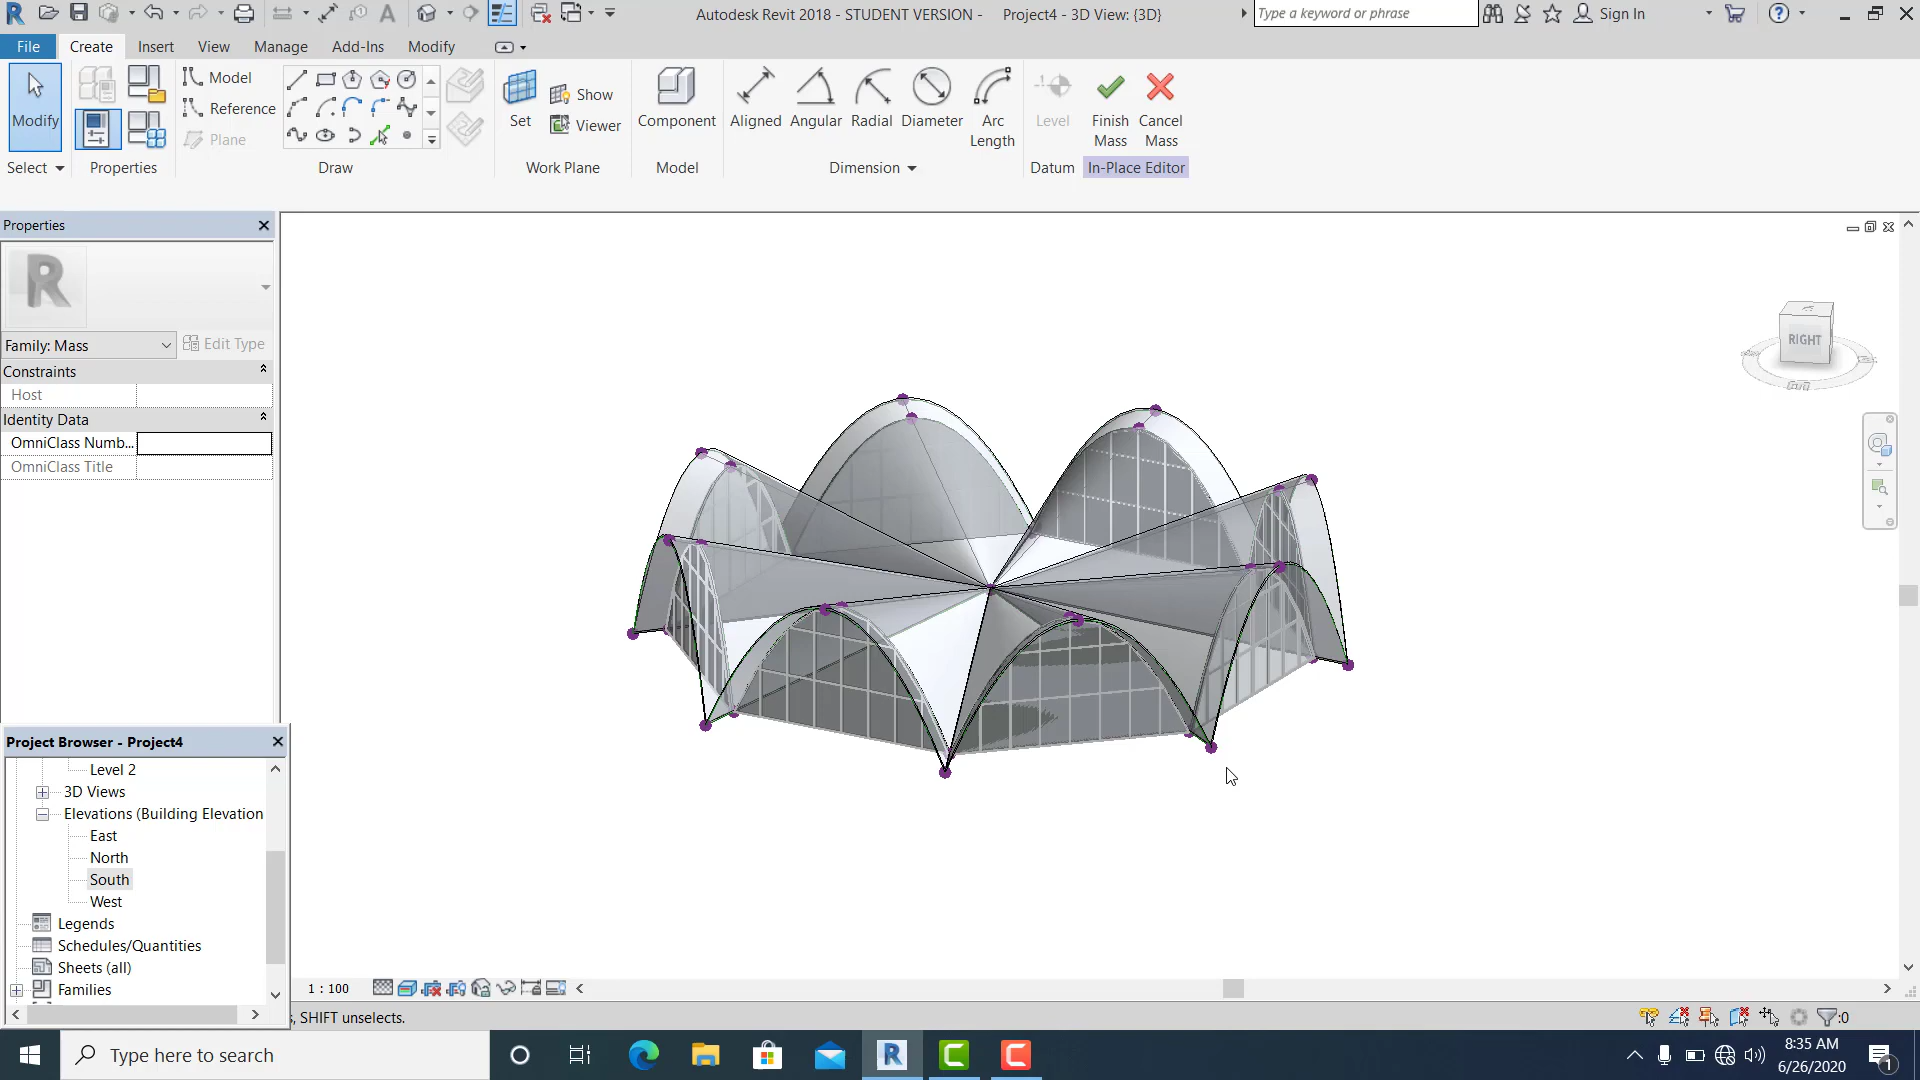 Autodesk Revit 2018 - STUDENT VERSION - Project4 - 3D View: {3D}
Type a keyword or phrase
Sign In
File Create Insert View Manage Add-Ins Modify
Modify
Select
Properties
Model
Reference
Plane
Draw
Set
Show
Viewer
Work Plane
Component
Model
Aligned
Angular
Radial
Diameter
Arc
Length
Dimension
Level
Datum
Finish
Mass
Cancel
Mass
In-Place Editor
Properties
R
Family: Mass
Edit Type
Constraints
Host
Identity Data
OmniClass Numb...
OmniClass Title
RIGHT
Project Browser - Project4
Level 2
3D Views
Elevations (Building Elevation
East
North
South
West
Legends
Schedules/Quantities
Sheets (all)
Families
1 : 100
, SHIFT unselects.
:0
Type here to search
8:35 AM
6/26/2020
1